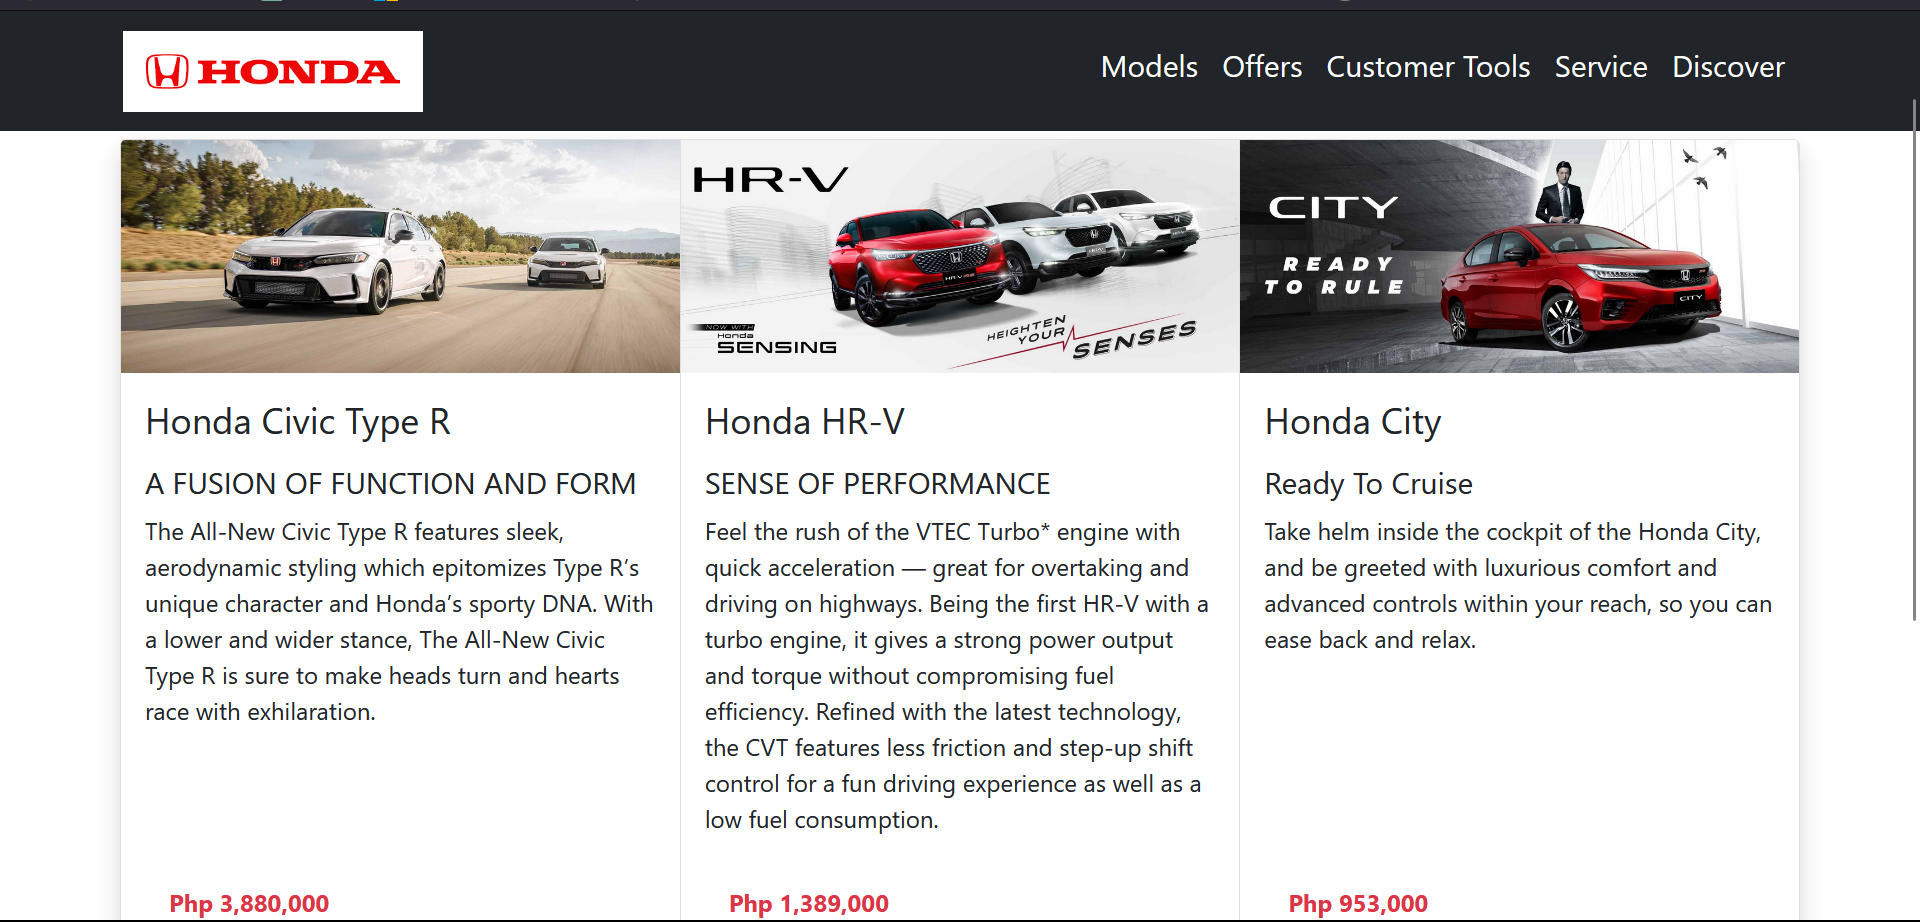 HONDA
Models Offers Customer Tools Service Discover
HR-V
NOW WITH
Honda
SENSING
HEIGHTEN
YOUR
SENSES
CITY
READY
TO RULE
CITY
Honda Civic Type R
A FUSION OF FUNCTION AND FORM
The All-New Civic Type R features sleek,
aerodynamic styling which epitomizes Type R’s
unique character and Honda’s sporty DNA. With
a lower and wider stance, The All-New Civic
Type R is sure to make heads turn and hearts
race with exhilaration.
Php 3,880,000
Honda HR-V
SENSE OF PERFORMANCE
Feel the rush of the VTEC Turbo* engine with
quick acceleration — great for overtaking and
driving on highways. Being the first HR-V with a
turbo engine, it gives a strong power output
and torque without compromising fuel
efficiency. Refined with the latest technology,
the CVT features less friction and step-up shift
control for a fun driving experience as well as a
low fuel consumption.
Php 1,389,000
Honda City
Ready To Cruise
Take helm inside the cockpit of the Honda City,
and be greeted with luxurious comfort and
advanced controls within your reach, so you can
ease back and relax.
Php 953,000